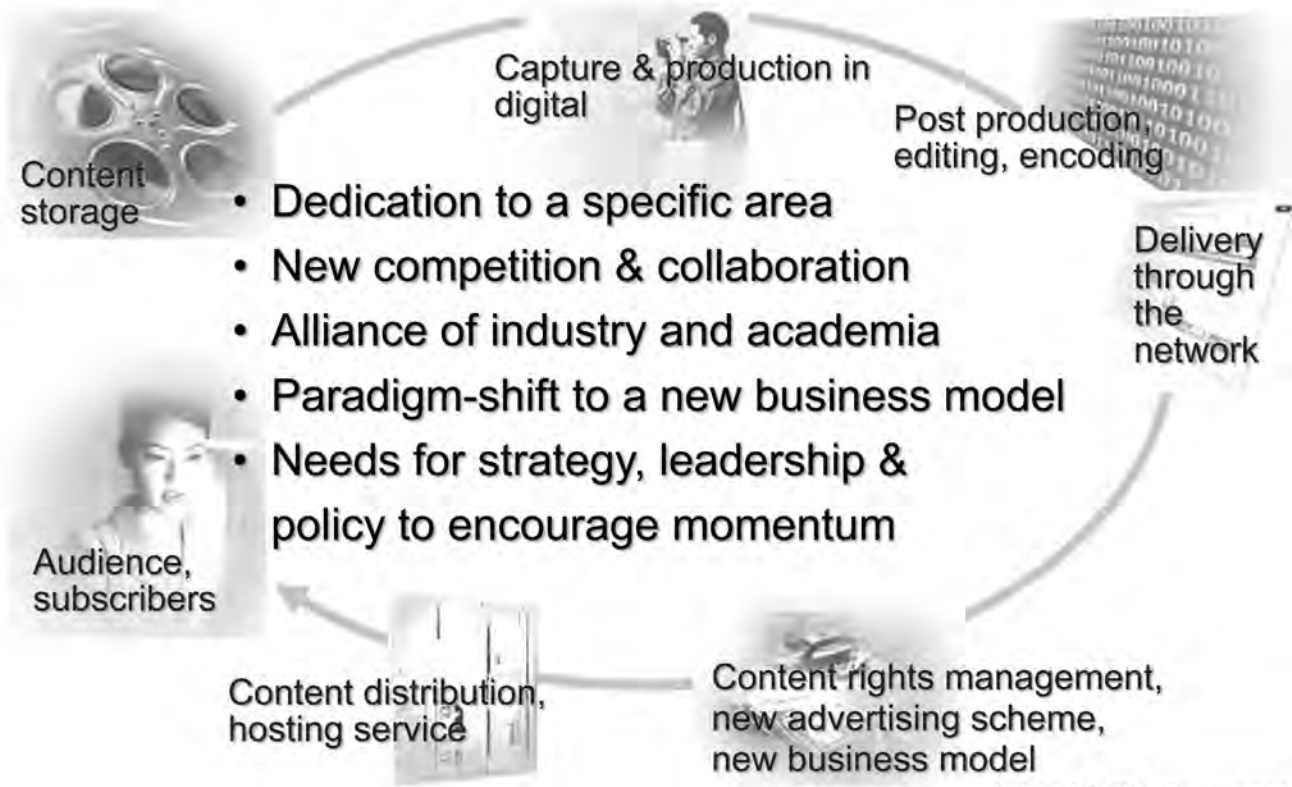 Capture & production in
digital
Post production,
editing, encoding
Content
storage
• Dedication to a specific area
• New competition & collaboration
• Alliance of industry and academia
• Paradigm-shift to a new business model
• Needs for strategy, leadership &
policy to encourage momentum
Delivery
through
the
network
Audience,
subscribers
Content distribution,
hosting service
Content rights management,
new advertising scheme,
new business model